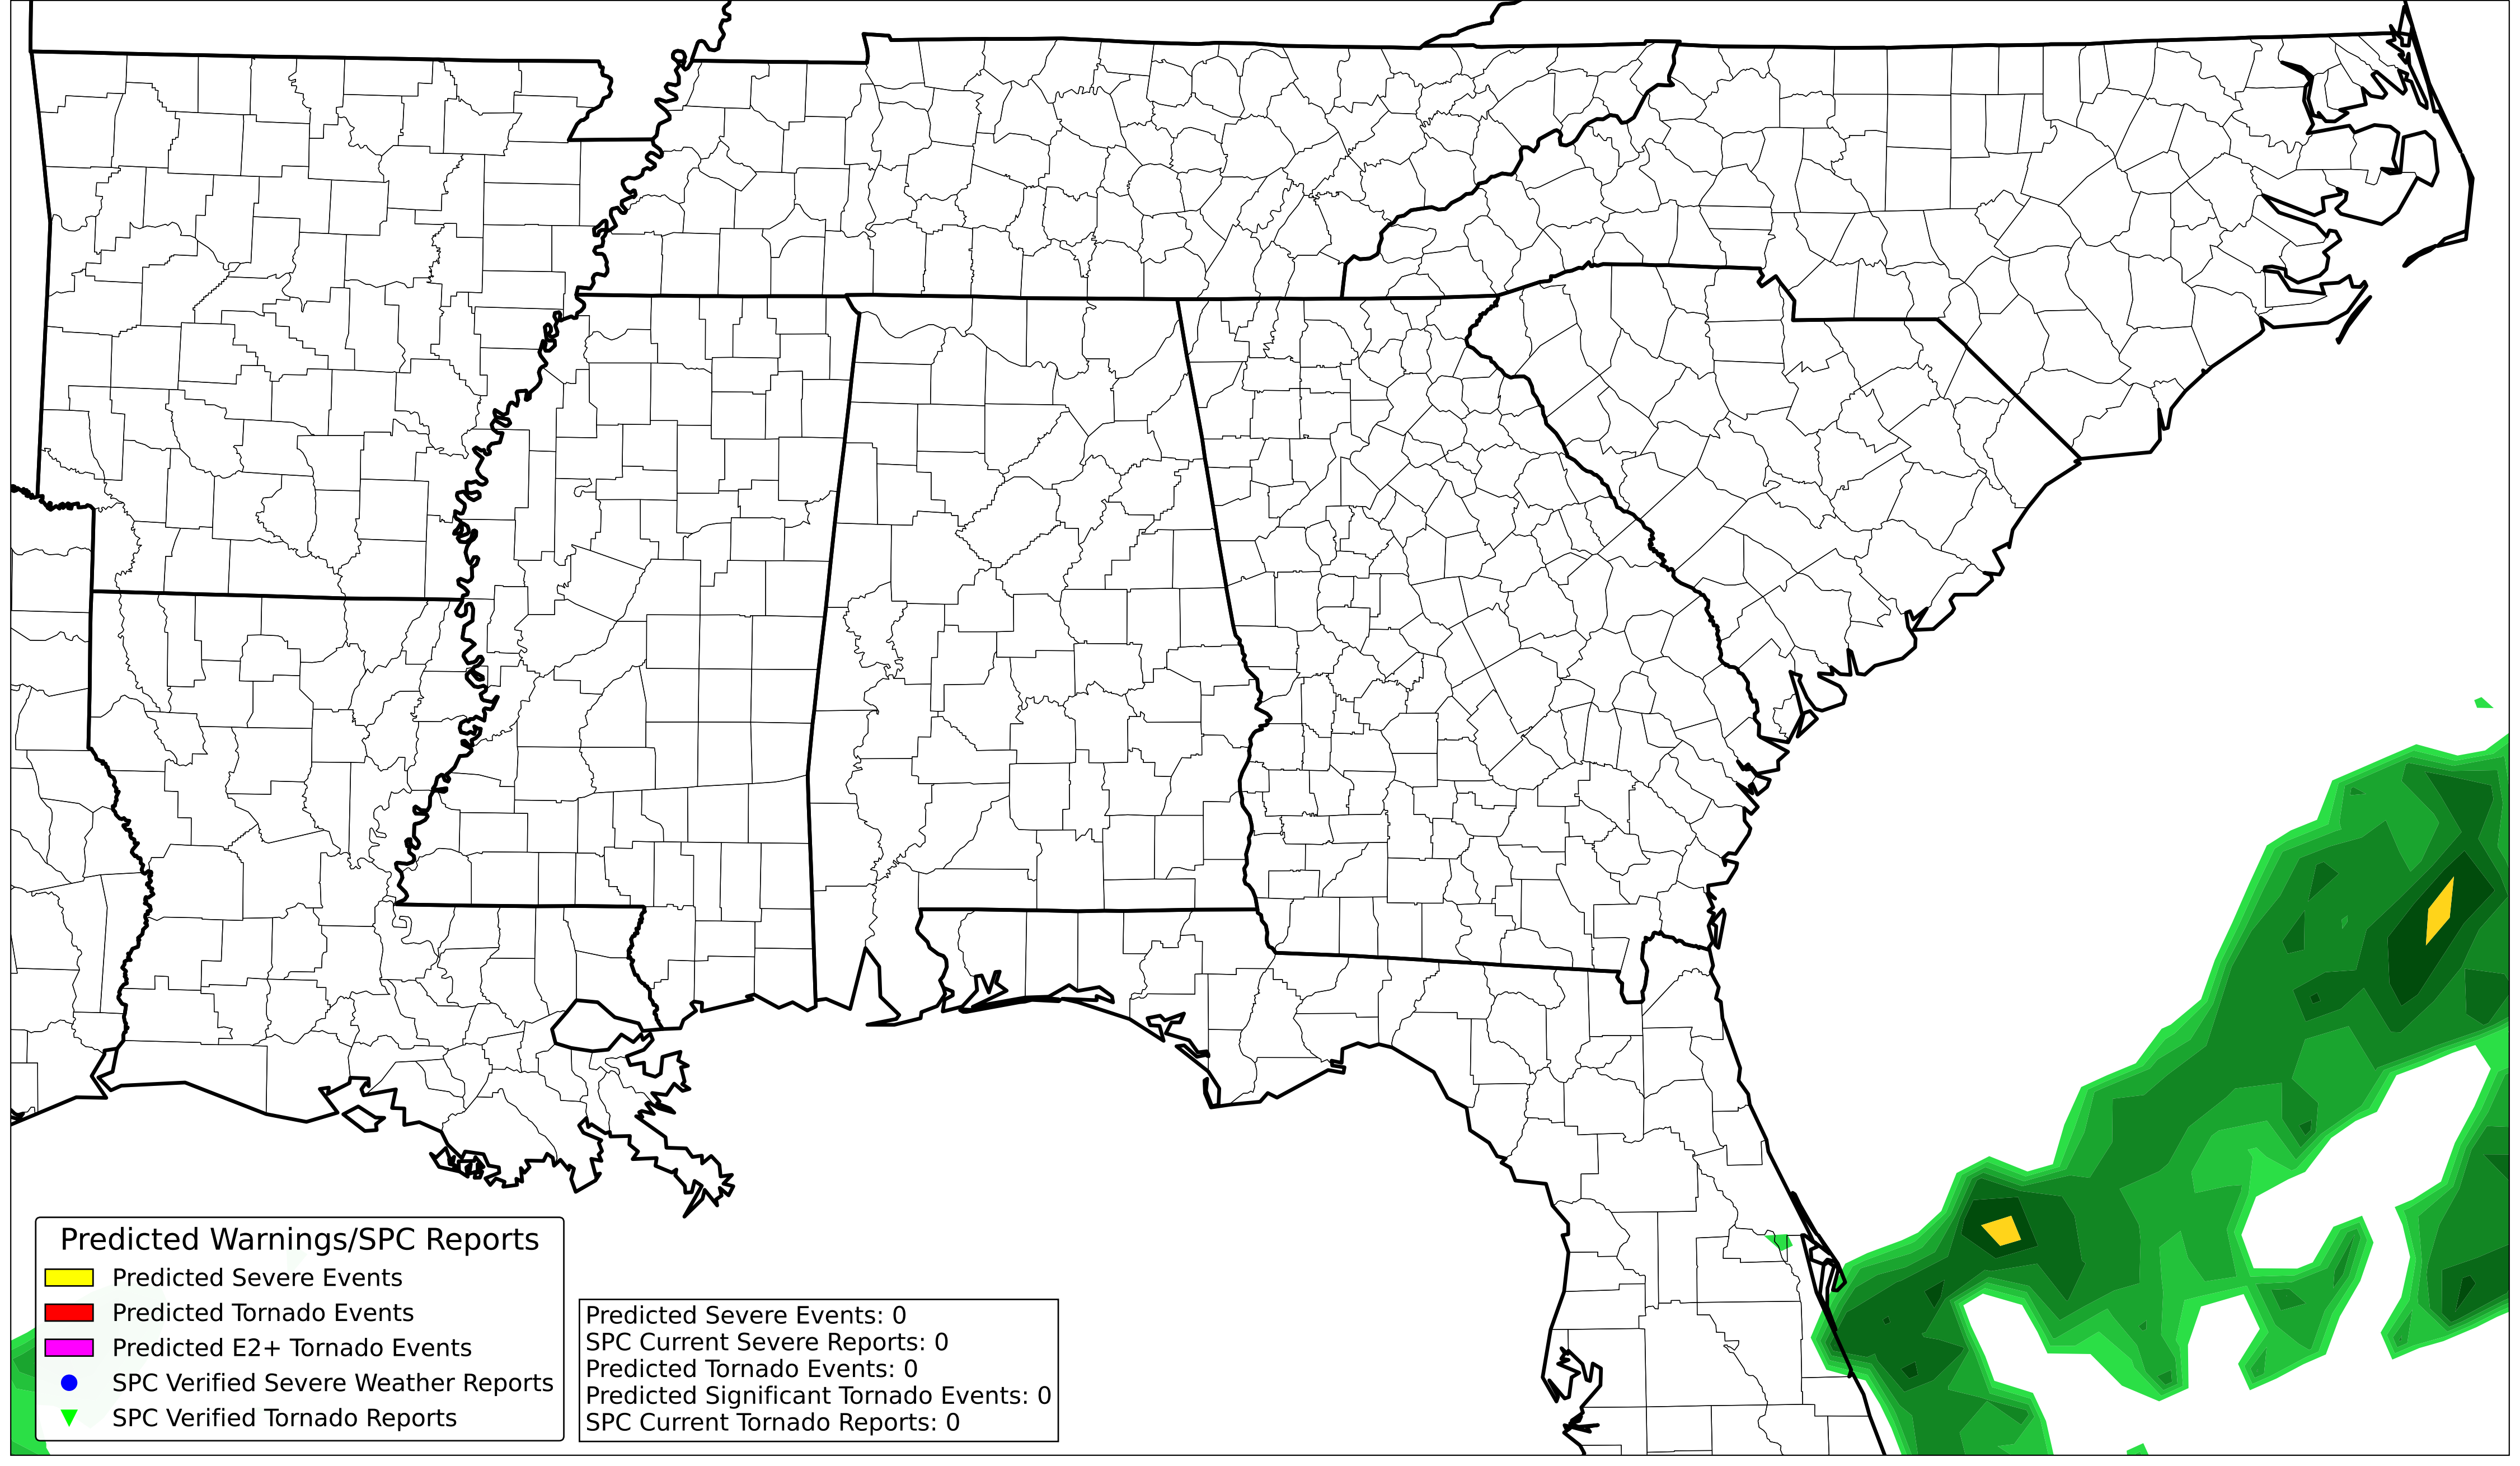 Predicted Warnings/SPC Reports
Predicted Severe Events
Predicted Tornado Events
Predicted E2+ Tornado Events
SPC Verified Severe Weather Reports
SPC Verified Tornado Reports
Predicted Severe Events: 0
SPC Current Severe Reports: 0
Predicted Tornado Events: 0
Predicted Significant Tornado Events: 0
SPC Current Tornado Reports: 0